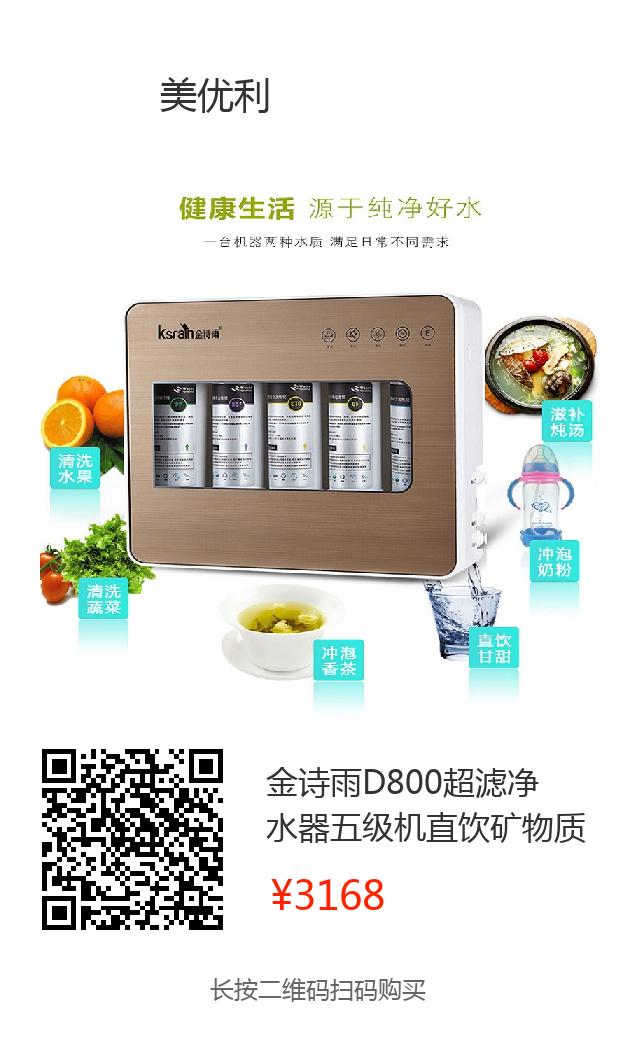 美优利
健康生活 源于纯净好水
一台机器两种水质 满足日常不同需求
ksrain金诗雨
E
PP
UDF
CTO
UF
滋补
炖汤
清洗
水果
冲泡
奶粉
清洗
蔬菜
直饮
甘甜
冲泡
香茶
金诗雨D800超滤净
水器五级机直饮矿物质
¥3168
长按二维码扫码购买